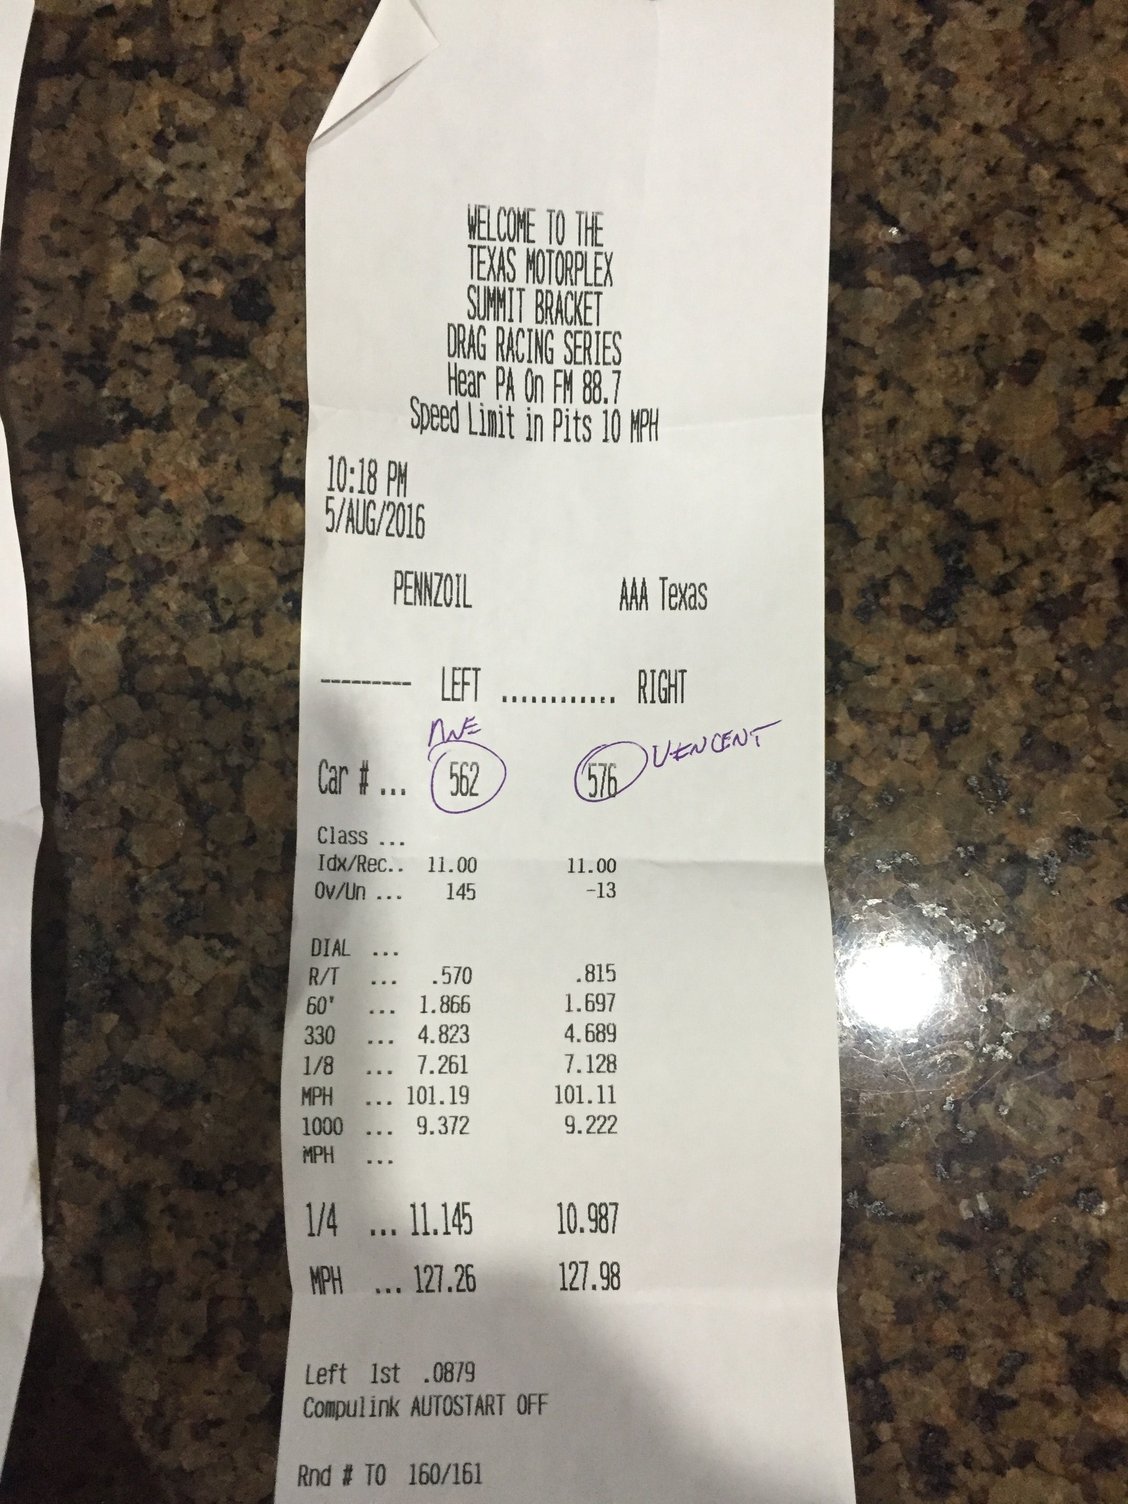 WELCOME TO THE
TEXAS MOTORPLEX
SUMMIT BRACKET
DRAG RACING SERIES
Hear PA On FM 88.7
Speed Limit in Pits 10 MPH
10:18 PM
5/AUG/2016
PENNZOIL AAA Texas
--------- LEFT ............ RIGHT
VENCENT
Car # ... 562 576
Class ...
Idx/Rec.. 11.00 11.00
Ov/Un ... 145 -13
DIAL ...
R/T ... .570 .815
60' ... 1.866 1.697
330 ... 4.823 4.689
1/8 ... 7.261 7.128
MPH ... 101.19 101.11
1000 ... 9.372 9.222
MPH ...
1/4 ... 11.145 10.987
MPH ... 127.26 127.98
Left 1st .0879
Compulink AUTOSTART OFF
Rnd # TO 160/161